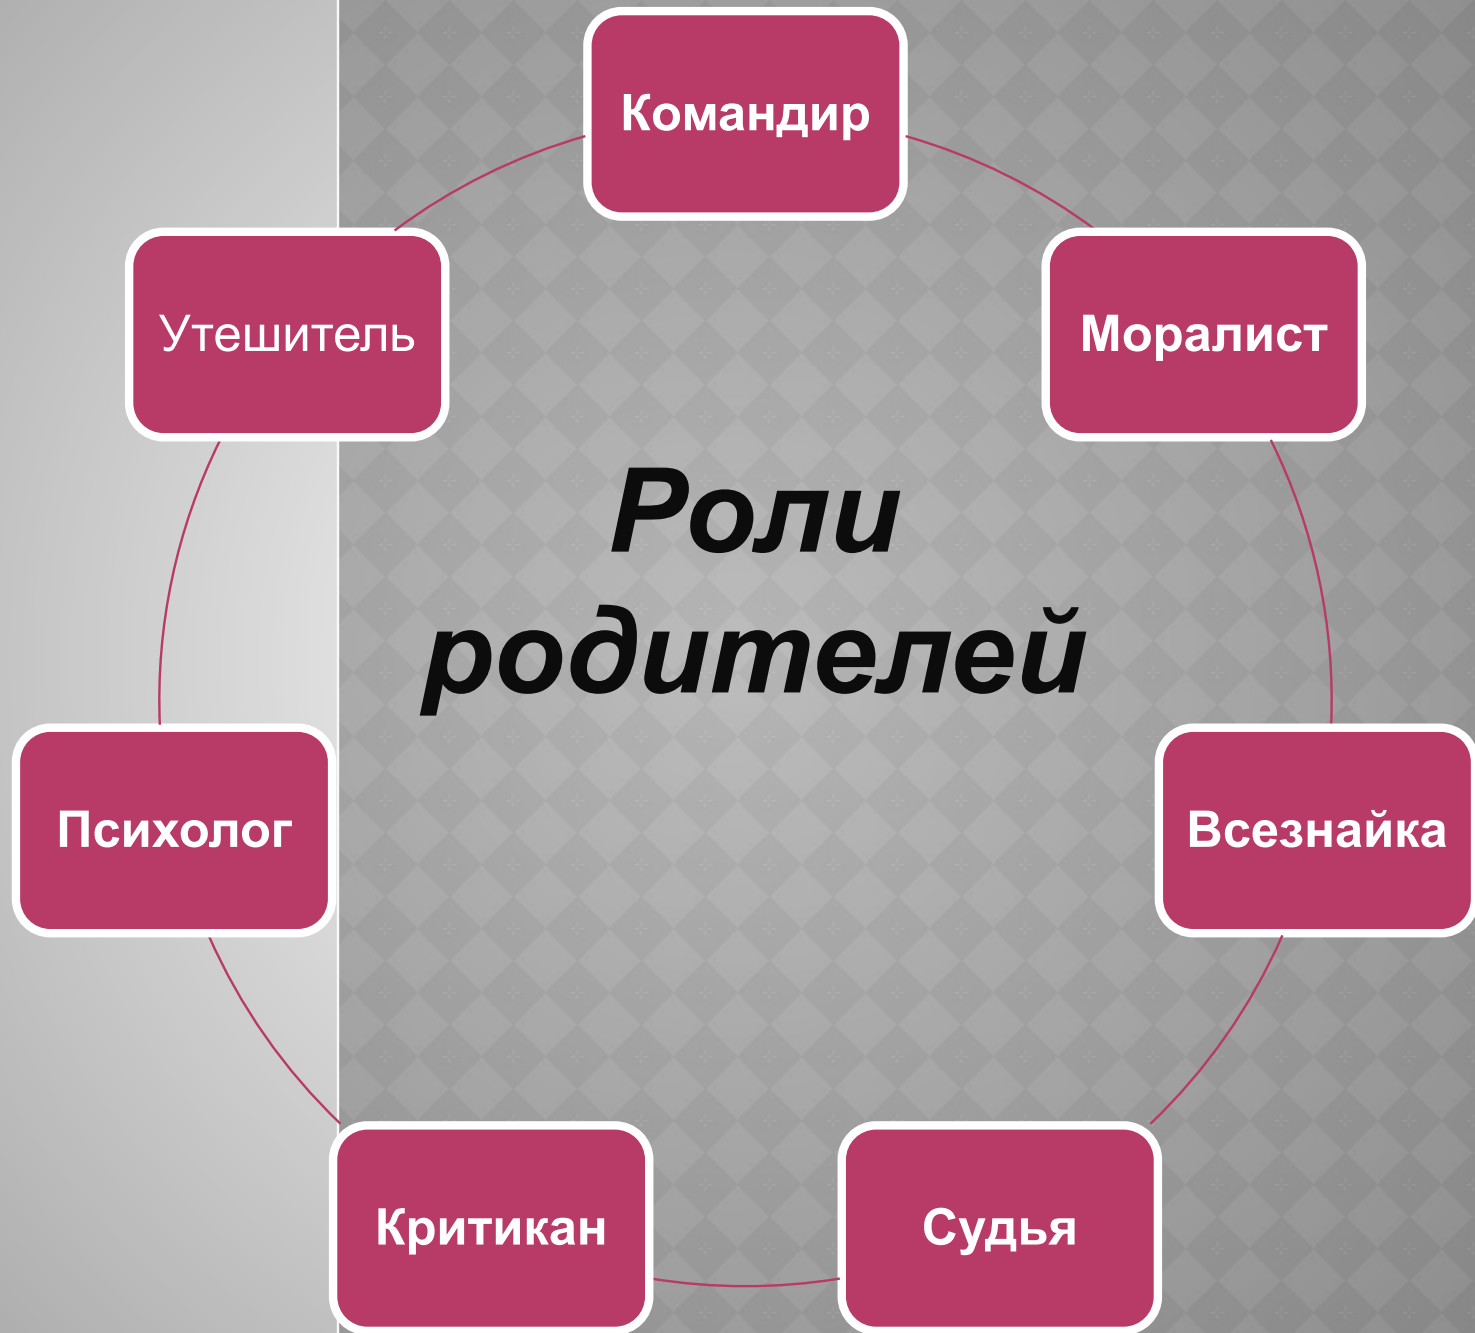 Командир
Утешитель
Моралист
Роли
родителей
Психолог
Всезнайка
Критикан
Судья